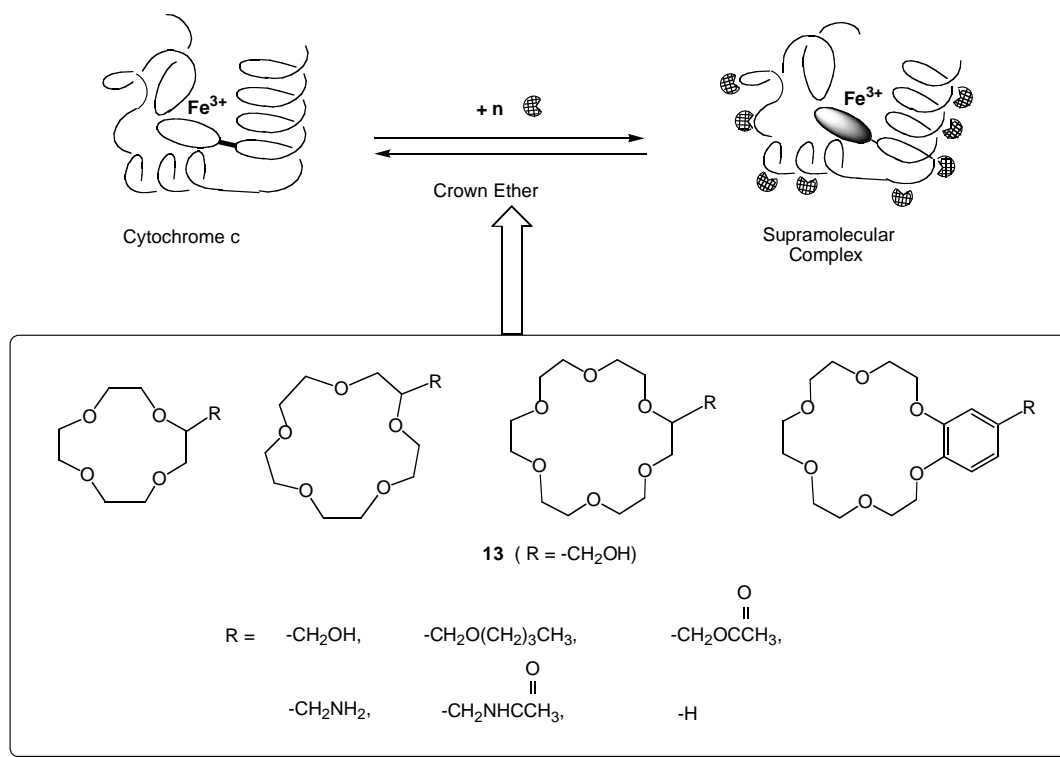 Fe³⁺ Fe³⁺
+ n
Crown Ether
Cytochrome c
Supramolecular
Complex
O O O O R
O O O O O R
O O O O O O R
O O O O O O R
13 ( R = -CH₂OH)
O
R = -CH₂OH, -CH₂O(CH₂)₃CH₃, -CH₂OCCH₃,
O
-CH₂NH₂, -CH₂NHCCH₃, -H